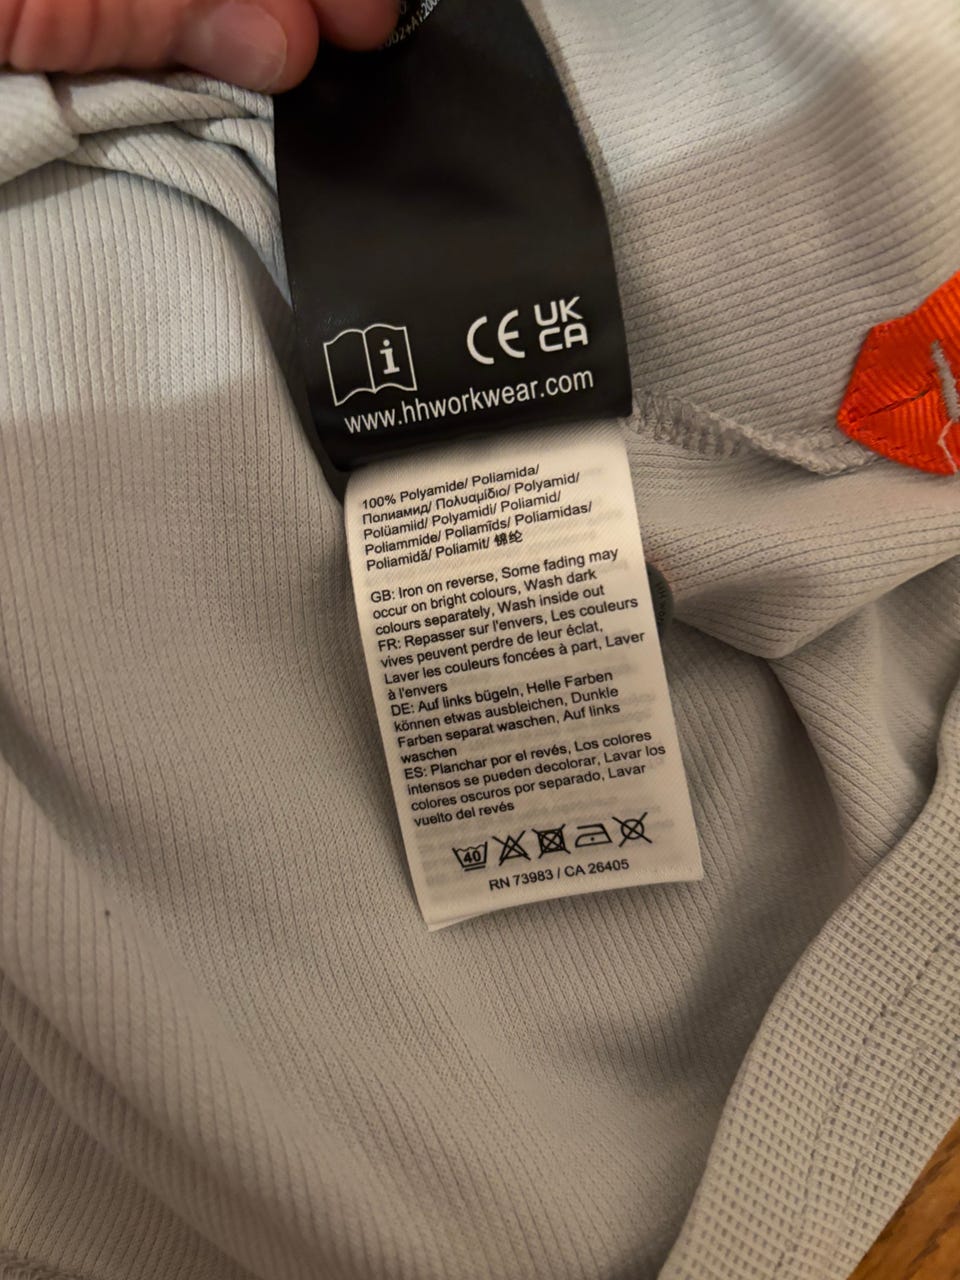 002+A1:200
i
CE UK
CA
www.hhworkwear.com
100% Polyamide/ Poliamida/
Полиамид/ Πολυαμίδιο/ Polyamid/
Polüamiid/ Polyamidi/ Poliamid/
Poliammide/ Poliamīds/ Poliamidas/
Poliamidă/ Poliamit/ 锦纶
GB: Iron on reverse, Some fading may
occur on bright colours, Wash dark
colours separately, Wash inside out
FR: Repasser sur l'envers, Les couleurs
vives peuvent perdre de leur éclat,
Laver les couleurs foncées à part, Laver
à l'envers
DE: Auf links bügeln, Helle Farben
können etwas ausbleichen, Dunkle
Farben separat waschen, Auf links
waschen
ES: Planchar por el revés, Los colores
intensos se pueden decolorar, Lavar los
colores oscuros por separado, Lavar
vuelto del revés
40
RN 73983 / CA 26405